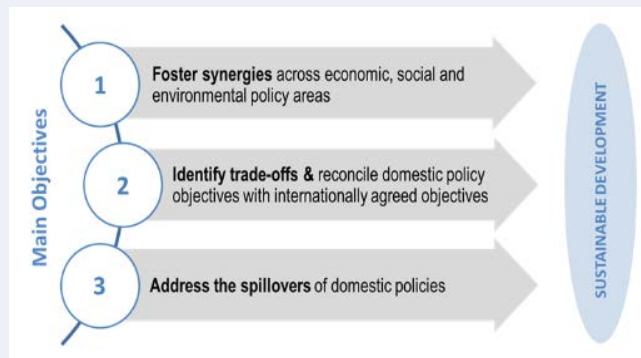 Main Objectives
1
Foster synergies across economic, social and
environmental policy areas
2
Identify trade-offs & reconcile domestic policy
objectives with internationally agreed objectives
3
Address the spillovers of domestic policies
SUSTAINABLE DEVELOPMENT